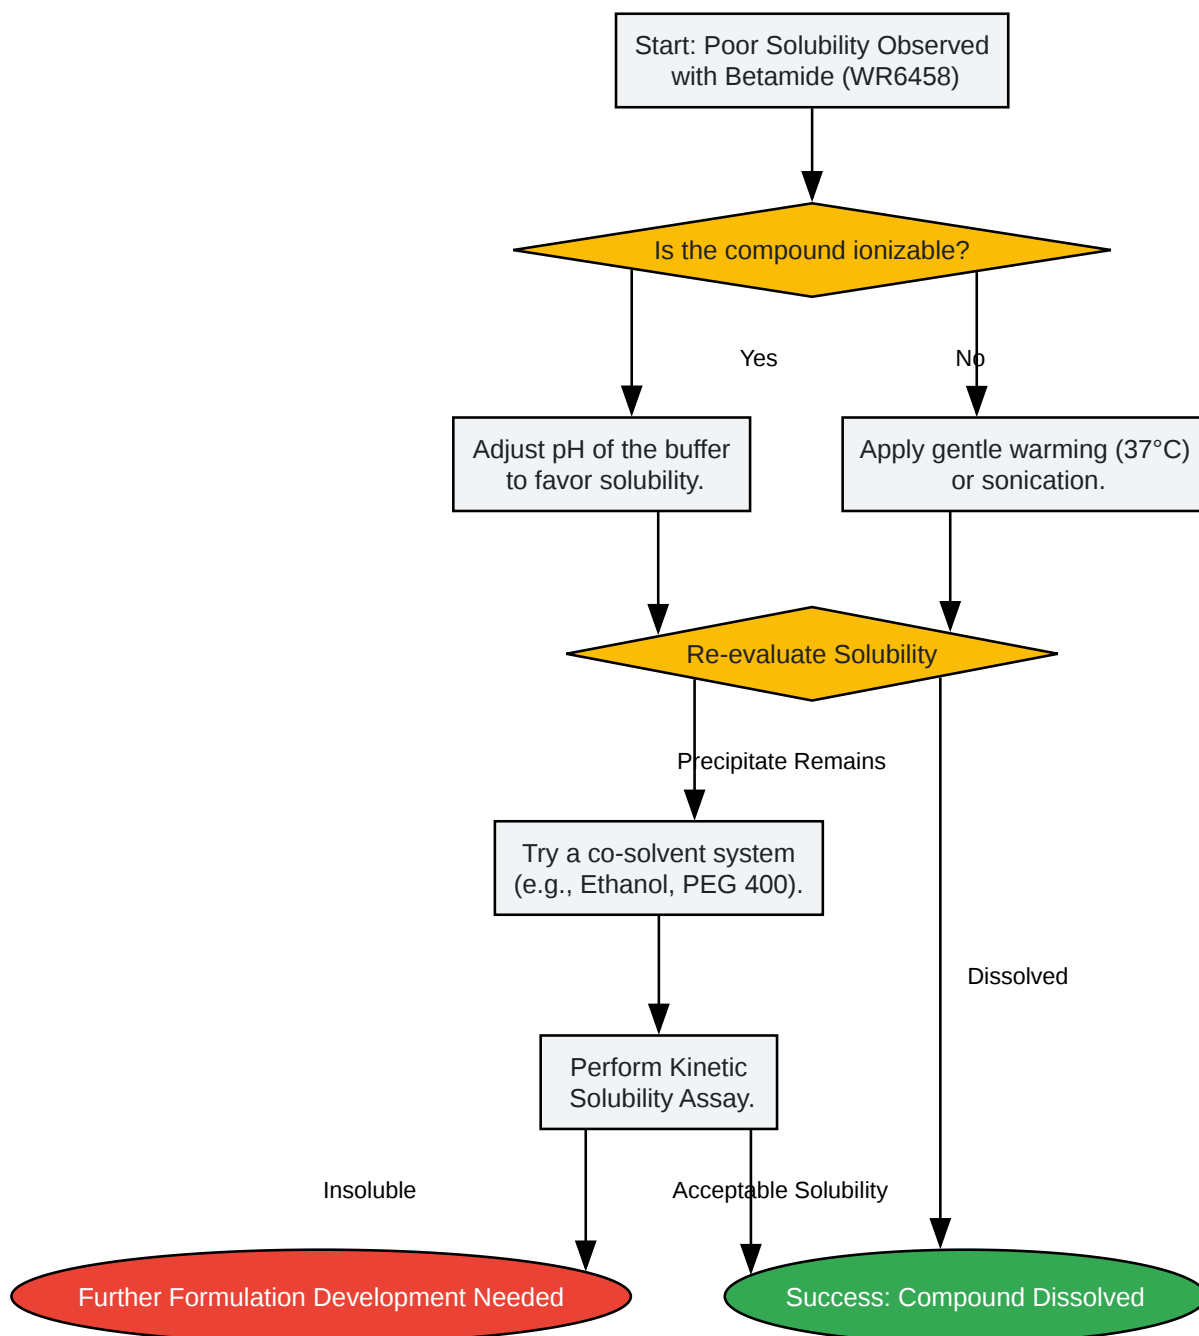 Start: Poor Solubility Observed
with Betamide (WR6458)
Is the compound ionizable?
Yes
No
Adjust pH of the buffer
to favor solubility.
Apply gentle warming (37°C)
or sonication.
Re-evaluate Solubility
Precipitate Remains
Try a co-solvent system
(e.g., Ethanol, PEG 400).
Dissolved
Perform Kinetic
Solubility Assay.
Insoluble
Acceptable Solubility
Further Formulation Development Needed
Success: Compound Dissolved